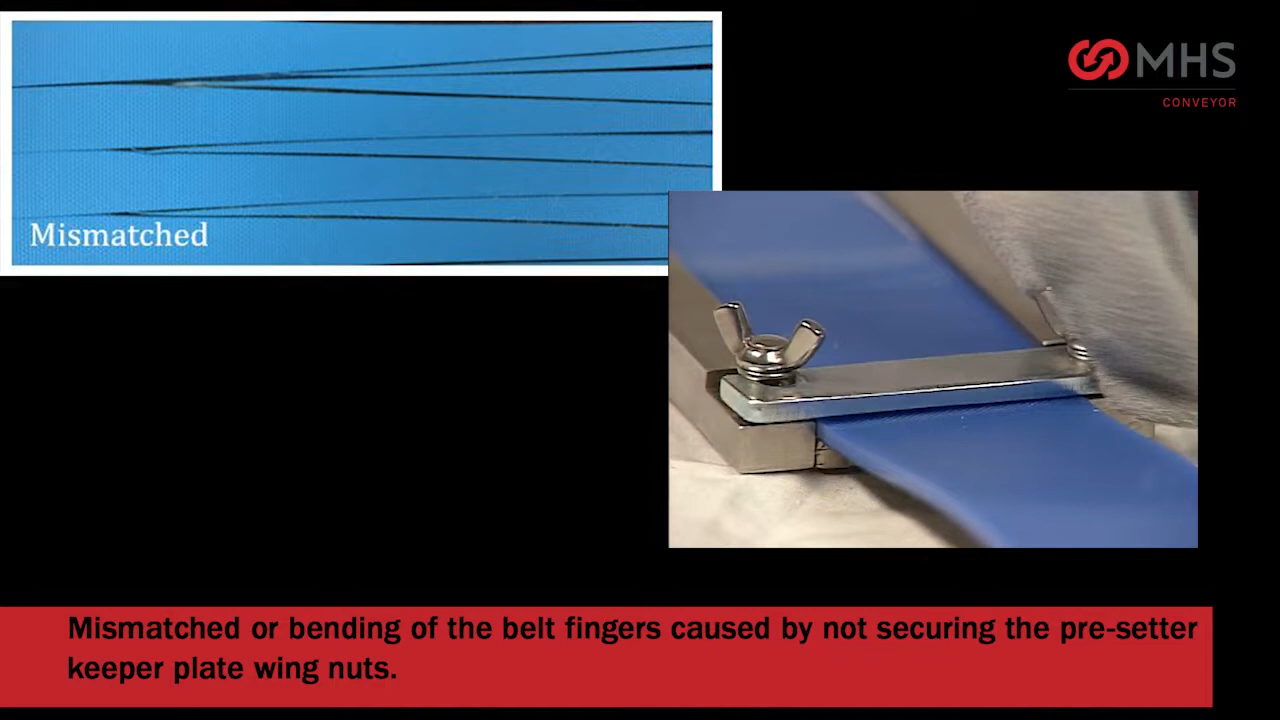 MHS
CONVEYOR
Mismatched
Mismatched or bending of the belt fingers caused by not securing the pre-setter
keeper plate wing nuts.